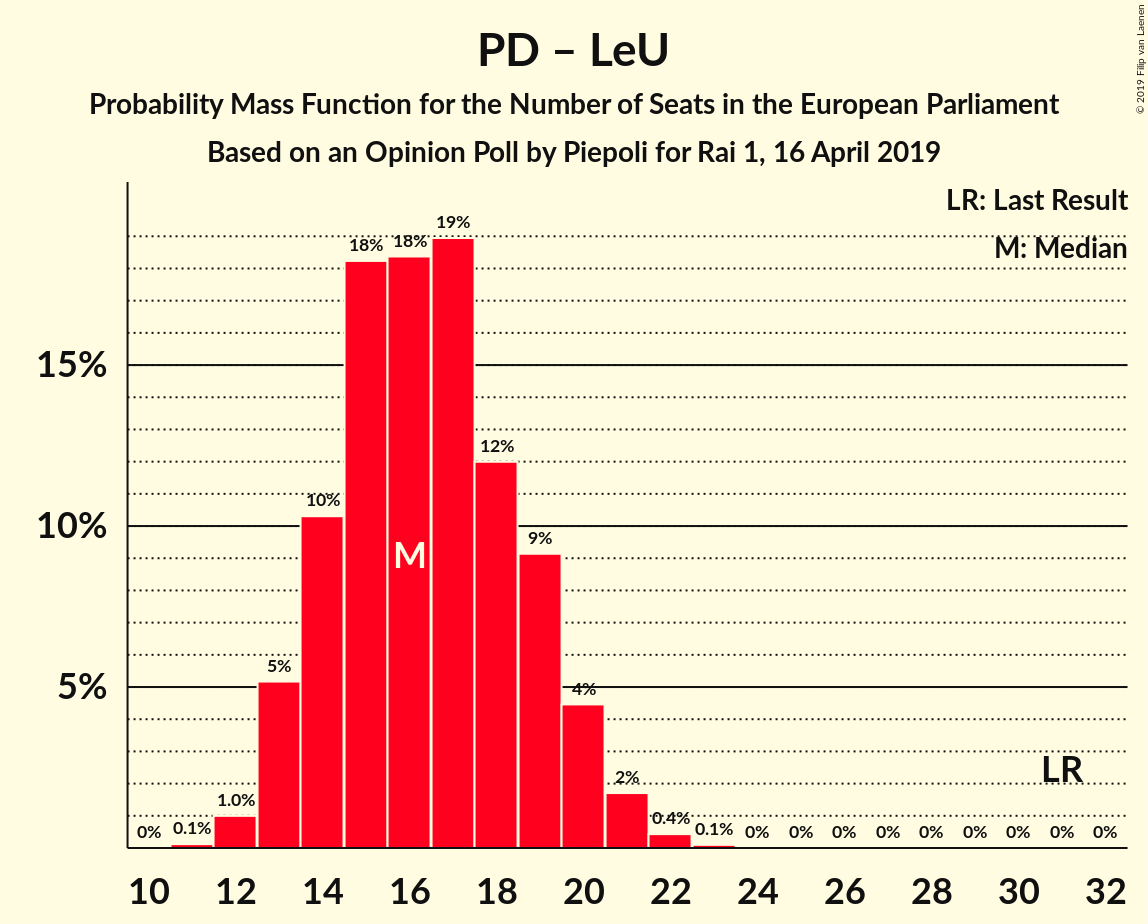 PD – LeU
Probability Mass Function for the Number of Seats in the European Parliament
Based on an Opinion Poll by Piepoli for Rai 1, 16 April 2019
© 2019 Filip van Laenen
LR: Last Result
M: Median
19%
18% 18%
15%
12%
10%
10%
9%
M
5%
5%
4%
LR
2%
1.0%
0.4%
0% 0.1% 0.1% 0% 0% 0% 0% 0% 0% 0% 0% 0%
10 12 14 16 18 20 22 24 26 28 30 32